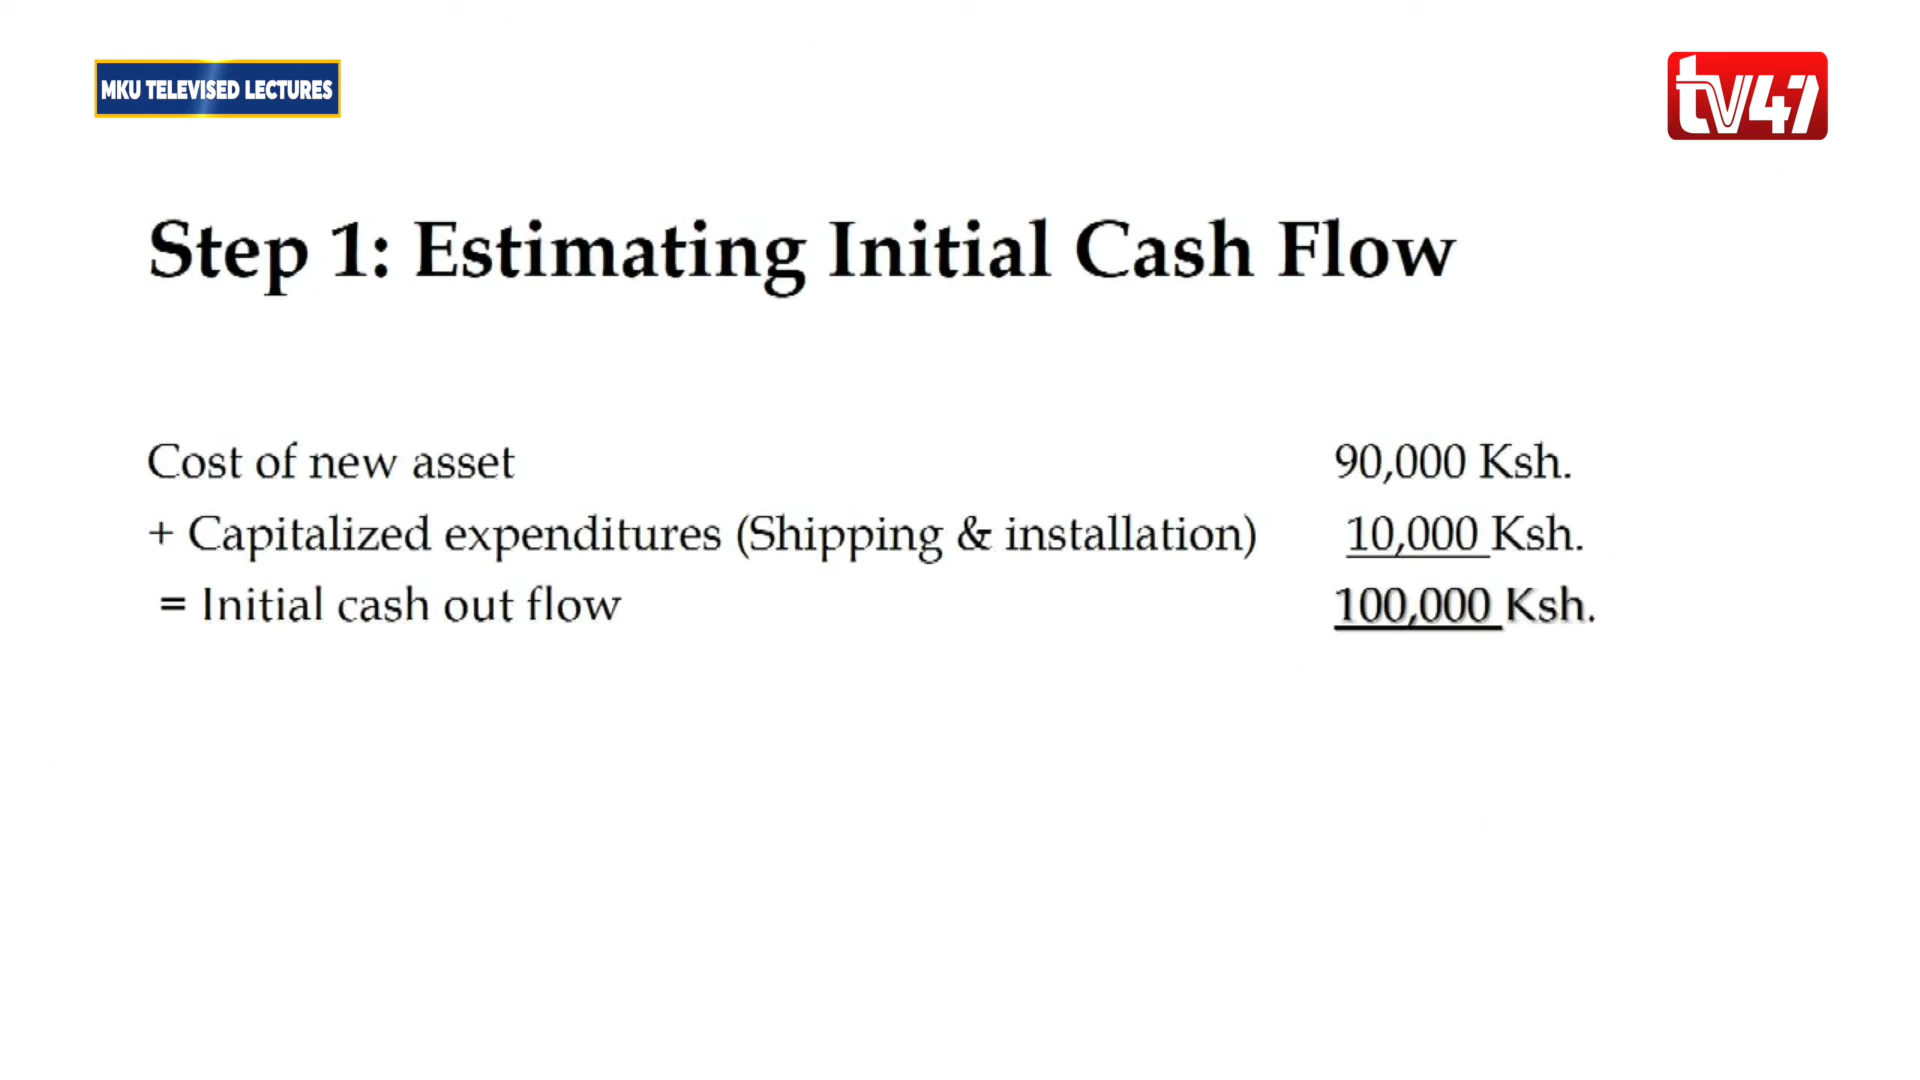 MKU TELEVISED LECTURES
tv47
Step 1: Estimating Initial Cash Flow
Cost of new asset 90,000 Ksh.
+ Capitalized expenditures (Shipping & installation) 10,000 Ksh.
= Initial cash out flow 100,000 Ksh.